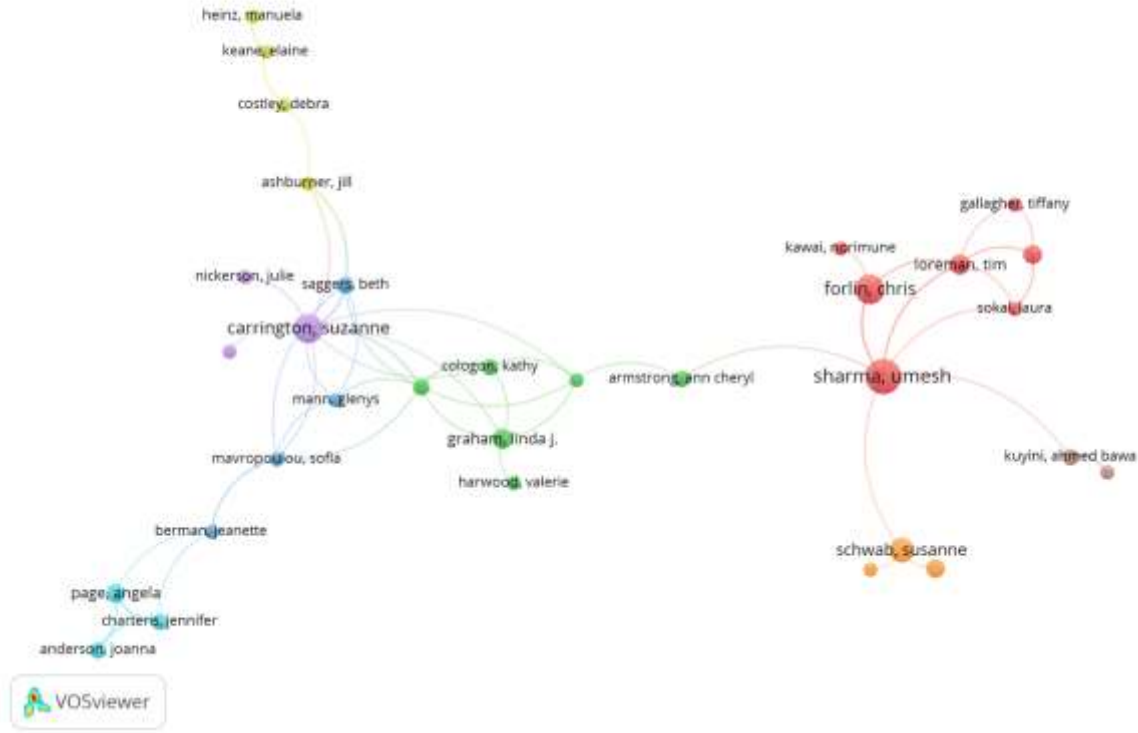 heinz, manuela
keane, elaine
costley, debra
ashburner, jill
gallagher, tiffany
kawai, norimune
loreman, tim
nickerson, julie
saggers, beth
forlin, chris
sokal, laura
carrington, suzanne
cologon, kathy
armstrong, ann cheryl
sharma, umesh
mann, glenys
graham, linda j.
mavropoulou, sofia
kuyini, ahmed bawa
harwood, valerie
berman, jeanette
schwab, susanne
page, angela
charteris, jennifer
anderson, joanna
VOSviewer